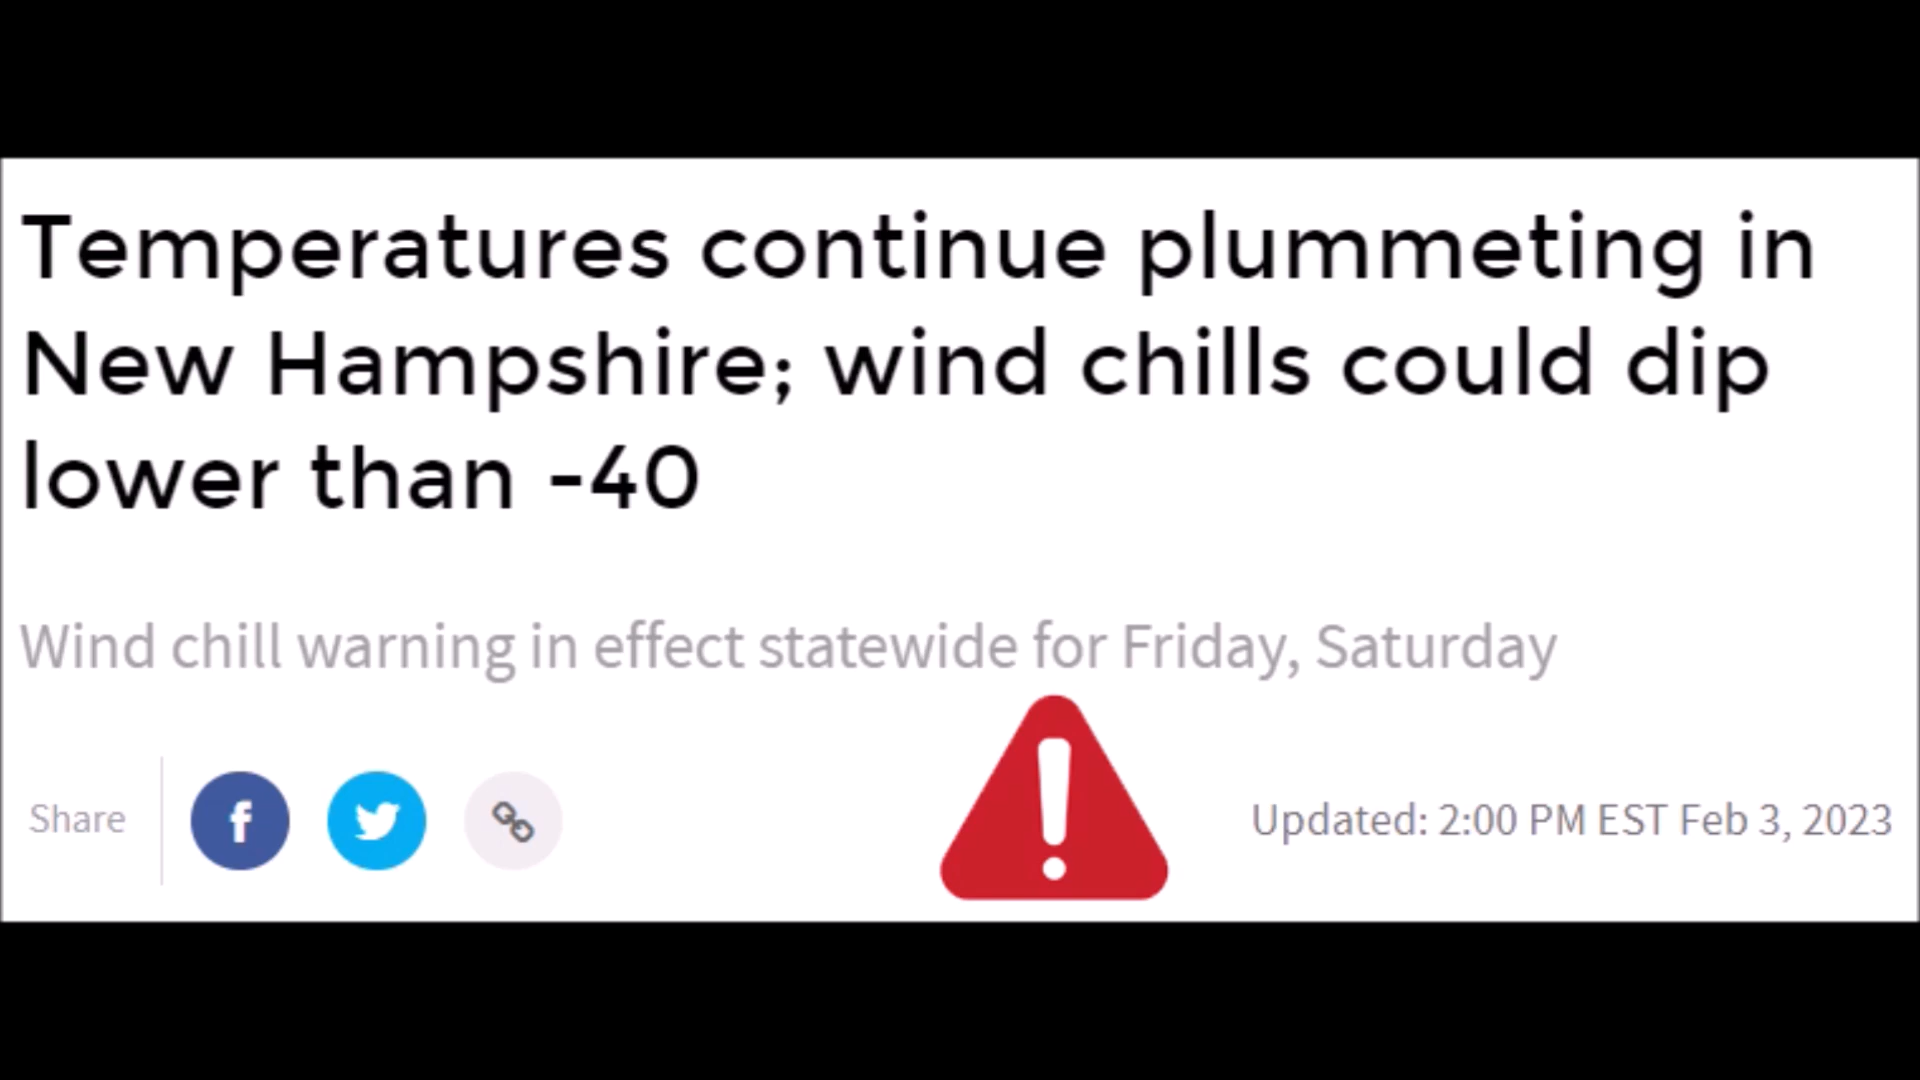 Temperatures continue plummeting in
New Hampshire; wind chills could dip
lower than -40
Wind chill warning in effect statewide for Friday, Saturday
Share
Updated: 2:00 PM EST Feb 3, 2023